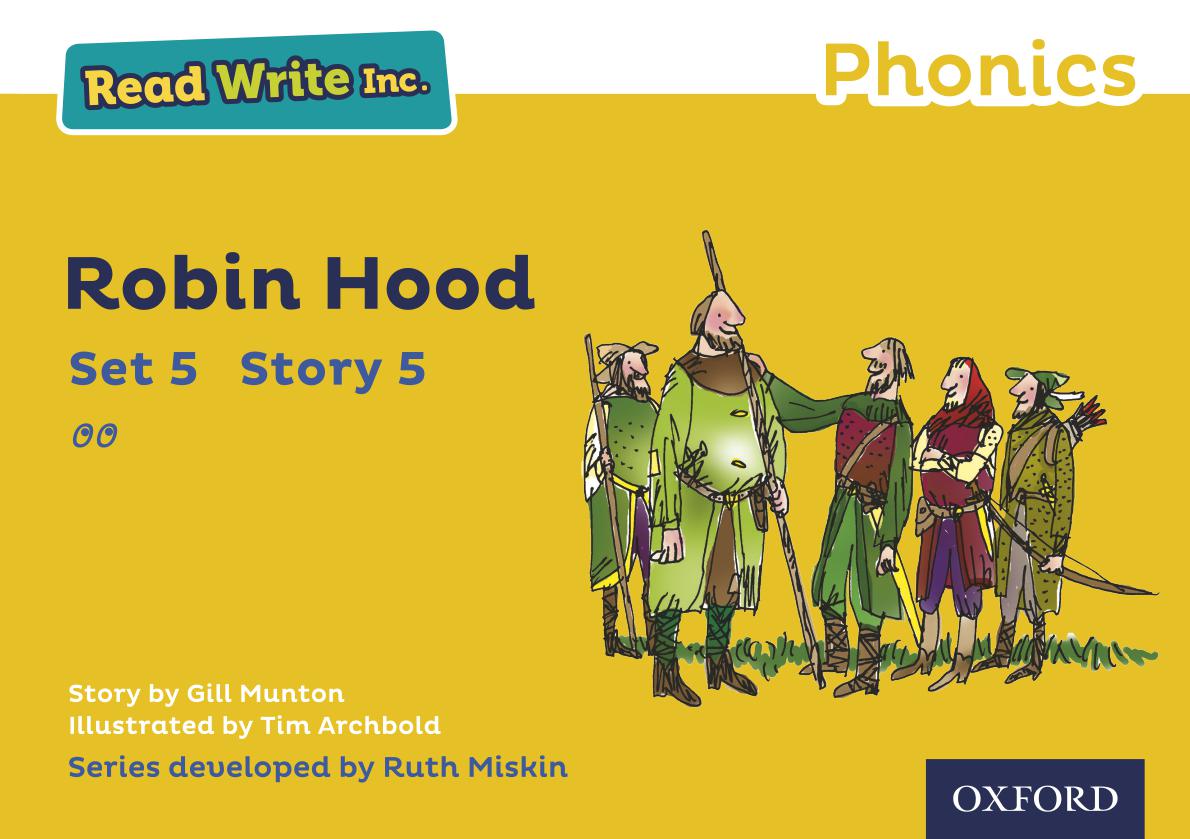 Read Write Inc.
Phonics
Robin Hood
Set 5 Story 5
oo
Story by Gill Munton
Illustrated by Tim Archbold
Series developed by Ruth Miskin
OXFORD